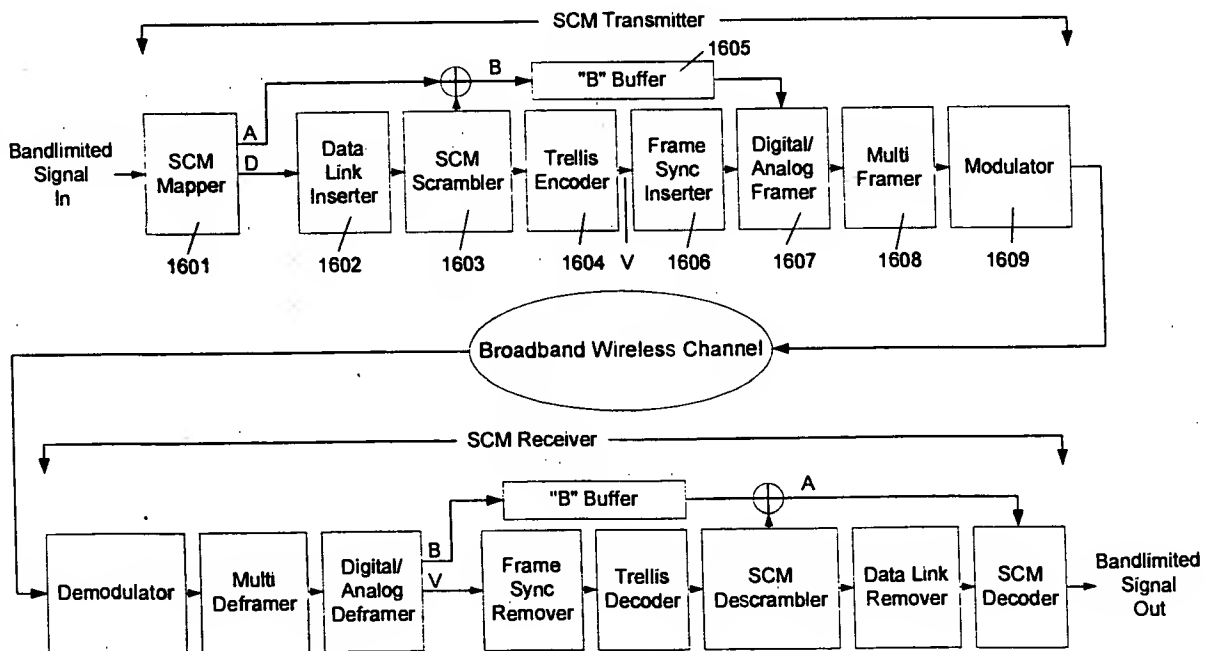 SCM Transmitter
1605
B
"B" Buffer
A
D
Bandlimited
Signal
In
SCM
Mapper
Data
Link
Inserter
SCM
Scrambler
Trellis
Encoder
Frame
Sync
Inserter
Digital/
Analog
Framer
Multi
Framer
Modulator
1601
1602
1603
1604
V
1606
1607
1608
1609
Broadband Wireless Channel
SCM Receiver
"B" Buffer
A
B
V
Demodulator
Multi
Deframer
Digital/
Analog
Deframer
Frame
Sync
Remover
Trellis
Decoder
SCM
Descrambler
Data Link
Remover
SCM
Decoder
Bandlimited
Signal
Out